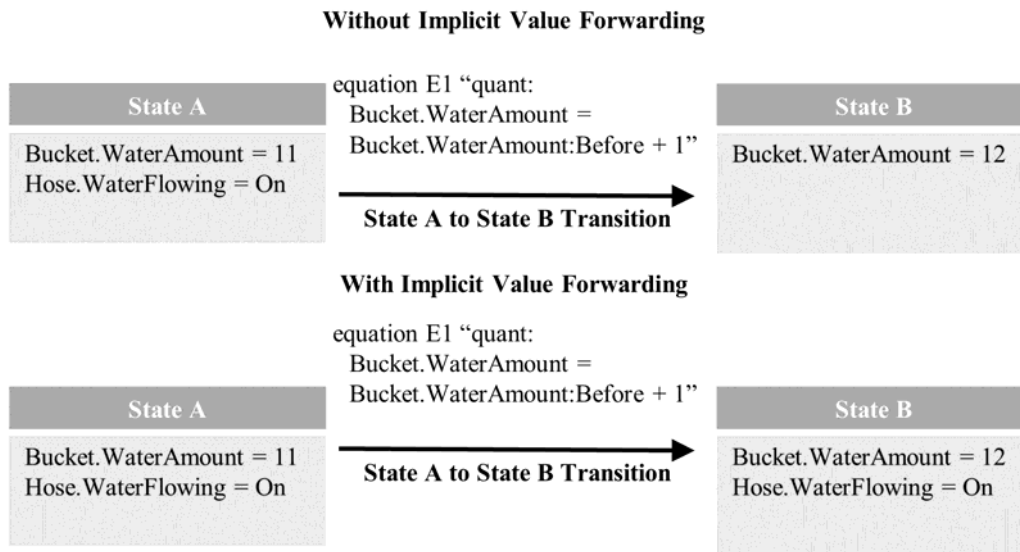 Without Implicit Value Forwarding
State A
Bucket.WaterAmount = 11
Hose.WaterFlowing = On
equation E1 “quant:
Bucket.WaterAmount =
Bucket.WaterAmount:Before + 1”
State A to State B Transition
State B
Bucket.WaterAmount = 12
With Implicit Value Forwarding
State A
Bucket.WaterAmount = 11
Hose.WaterFlowing = On
equation E1 “quant:
Bucket.WaterAmount =
Bucket.WaterAmount:Before + 1”
State A to State B Transition
State B
Bucket.WaterAmount = 12
Hose.WaterFlowing = On